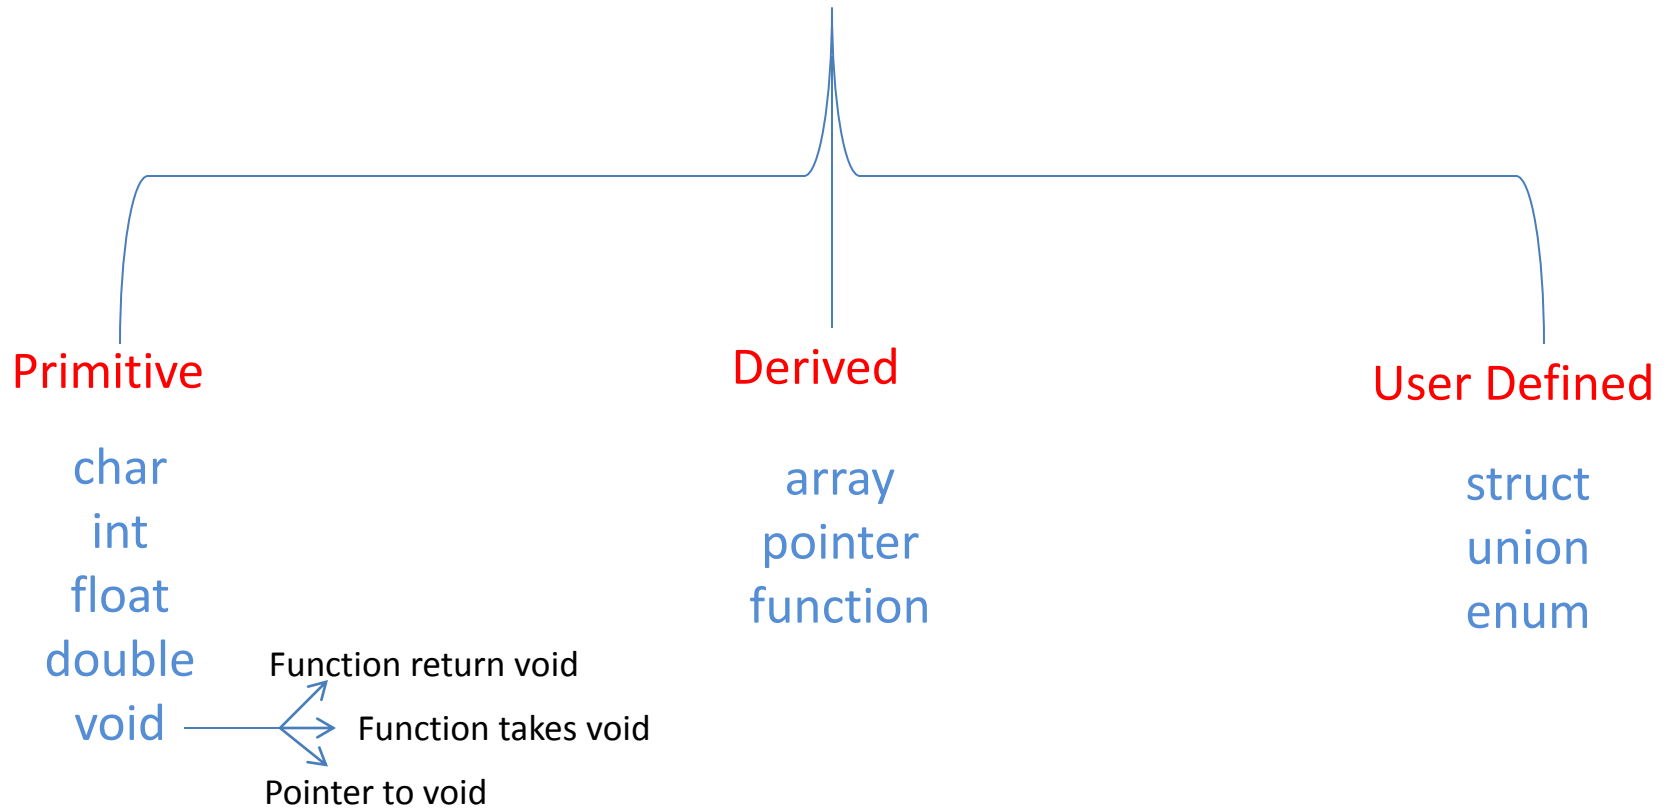 Primitive
char
int
float
double
void
Function return void
Function takes void
Pointer to void
Derived
array
pointer
function
User Defined
struct
union
enum